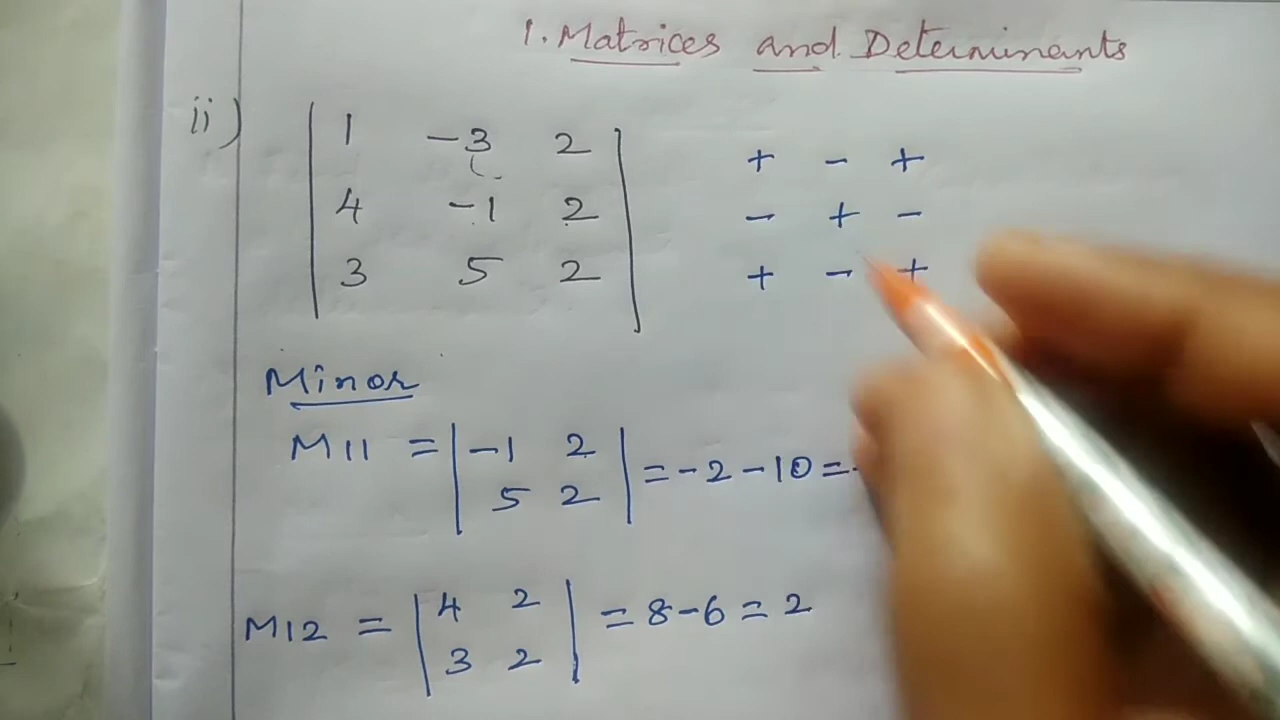 1. Matrices and Determinants
ii) | 1 -3 2 | + - +
| 4 -1 2 | - + -
| 3 5 2 | + - +
Minor
M11 = | -1 2 | = -2 - 10 = -
| 5 2 |
M12 = | 4 2 | = 8 - 6 = 2
| 3 2 |